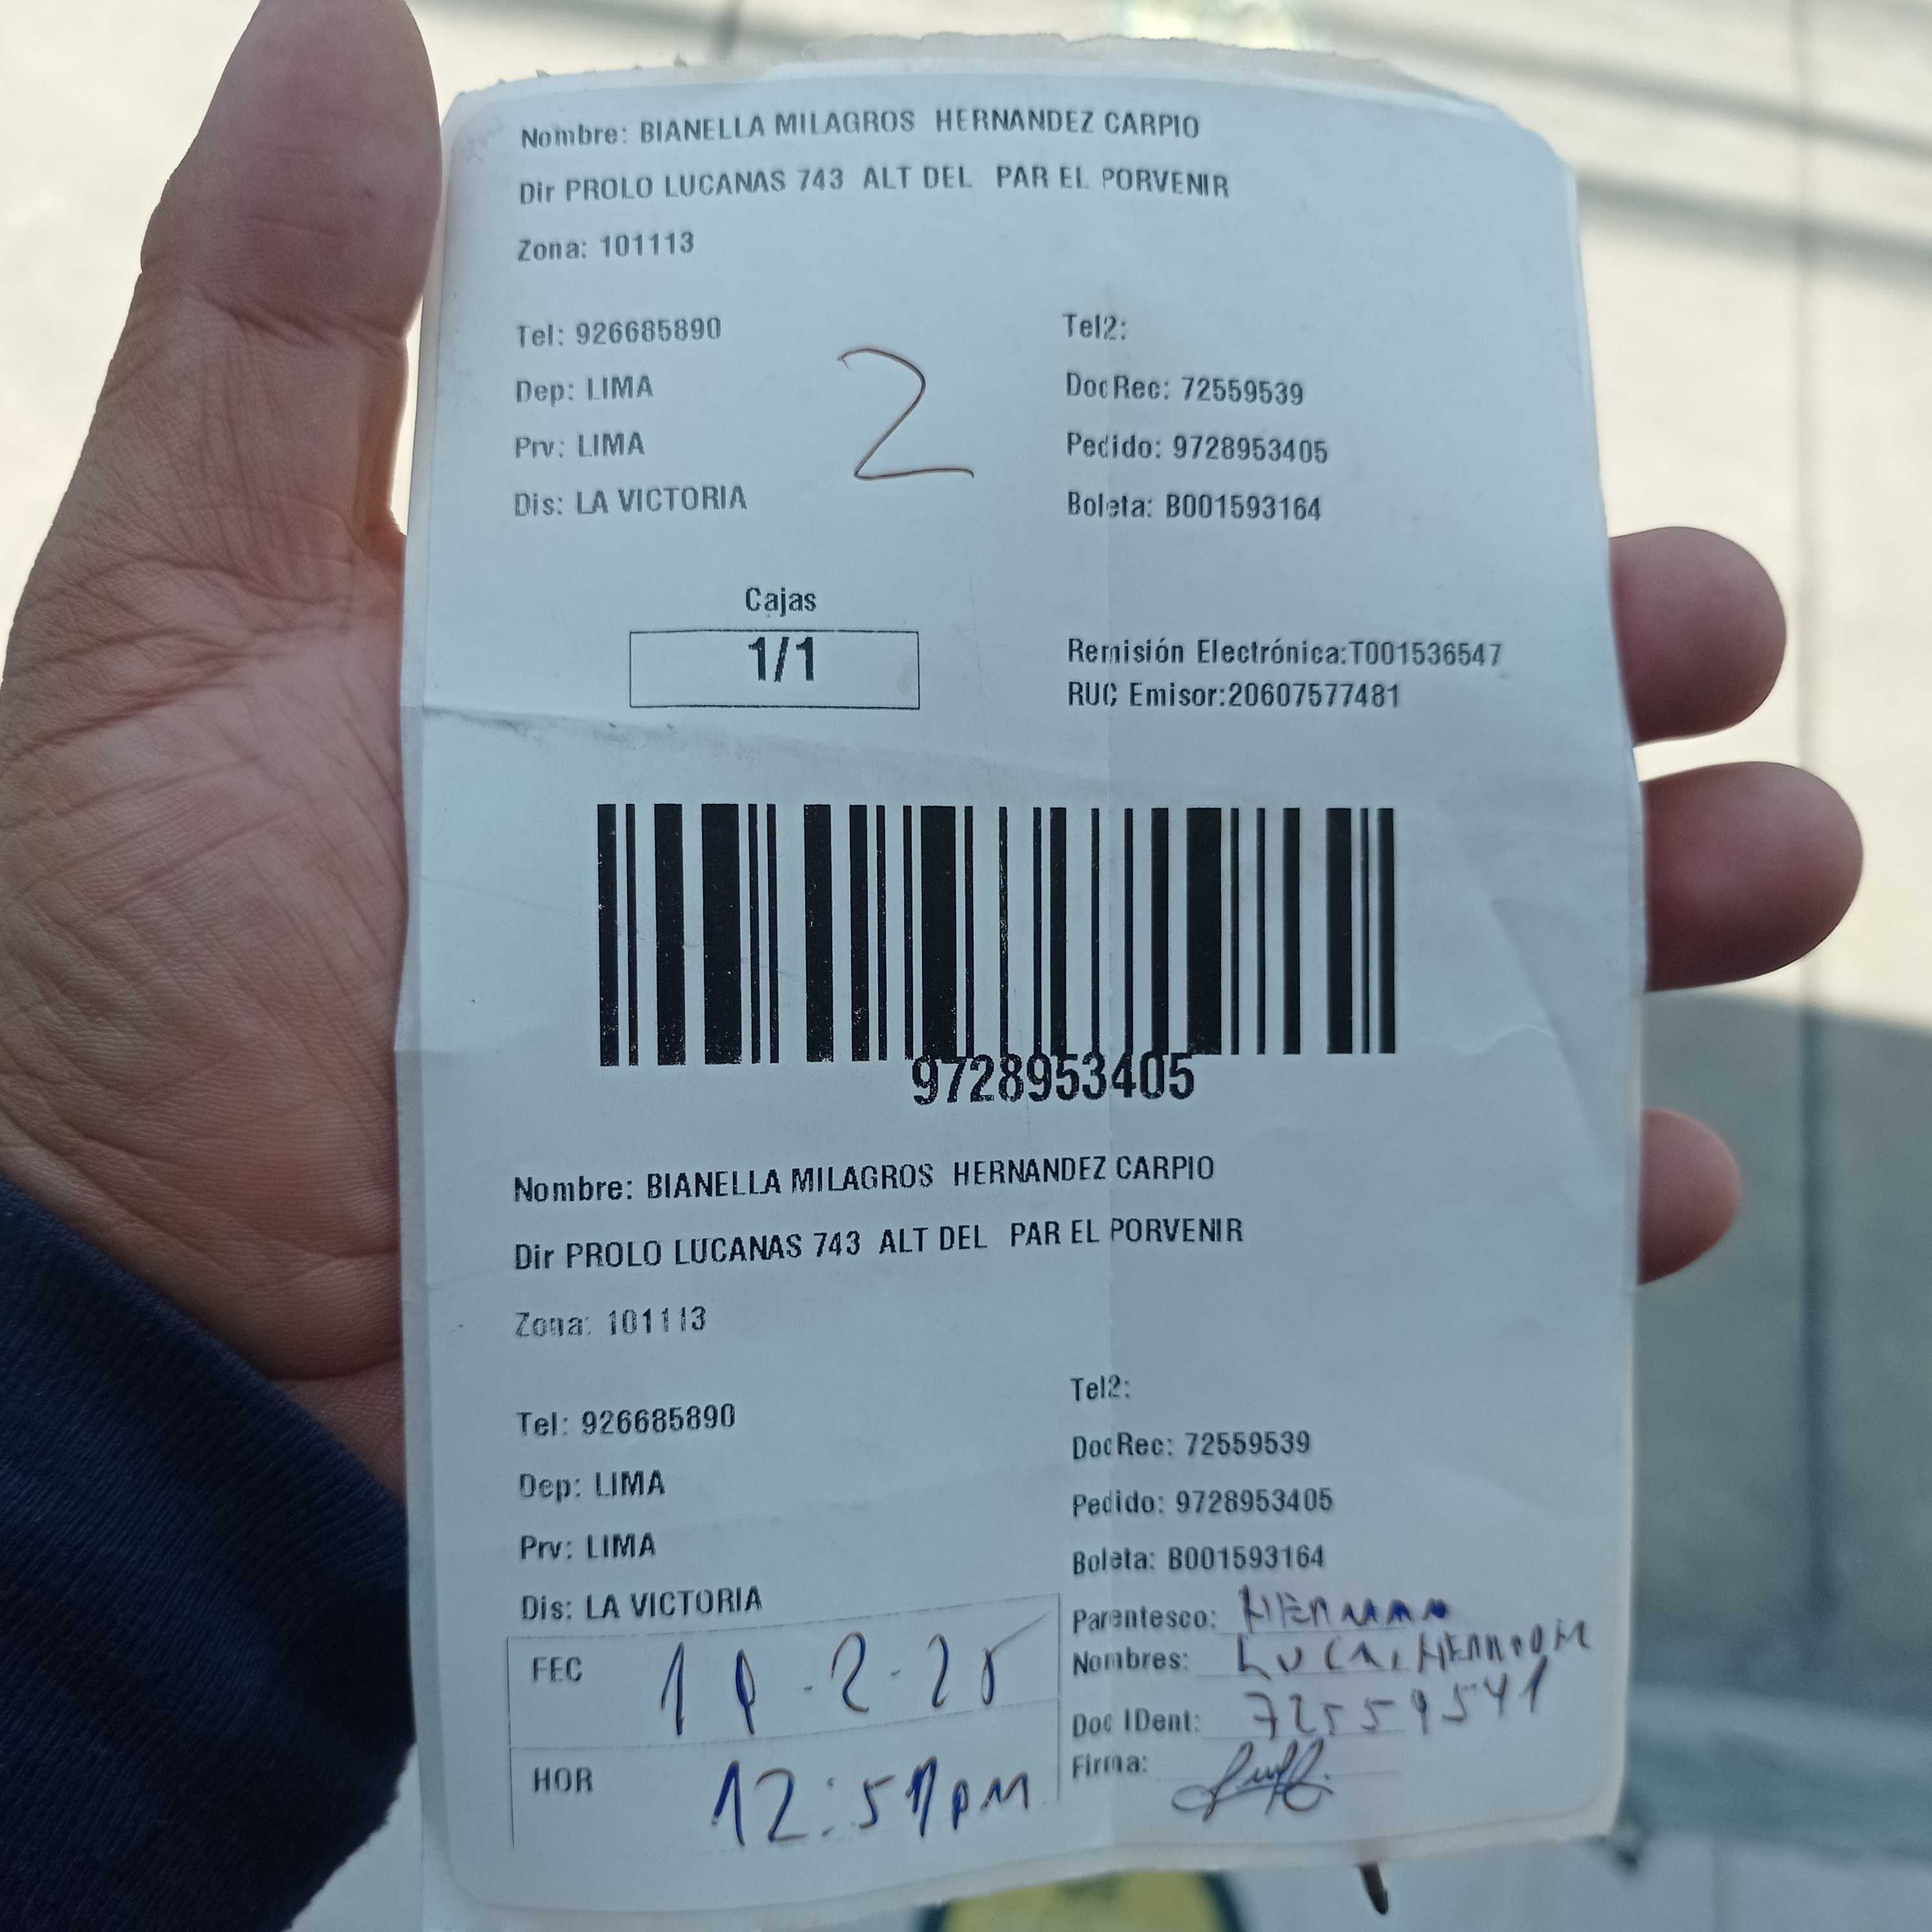 Nombre: BIANELLA MILAGROS HERNANDEZ CARPIO
Dir PROLO LUCANAS 743 ALT DEL PAR EL PORVENIR
Zona: 101113
Tel: 926685890 Tel2:
2
Dep: LIMA DocRec: 72559539
Prv: LIMA Pedido: 9728953405
Dis: LA VICTORIA Boleta: B001593164
Cajas
1/1
Remisión Electrónica:T001536547
RUC Emisor:20607577481
9728953405
Nombre: BIANELLA MILAGROS HERNANDEZ CARPIO
Dir PROLO LUCANAS 743 ALT DEL PAR EL PORVENIR
Zona: 101113
Tel: 926685890 Tel2:
Dep: LIMA DocRec: 72559539
Prv: LIMA Pedido: 9728953405
Dis: LA VICTORIA Boleta: B001593164
Parentesco: HERMANO
Nombres:
Doc IDent: 72559541
Firma:
FEC
HOR